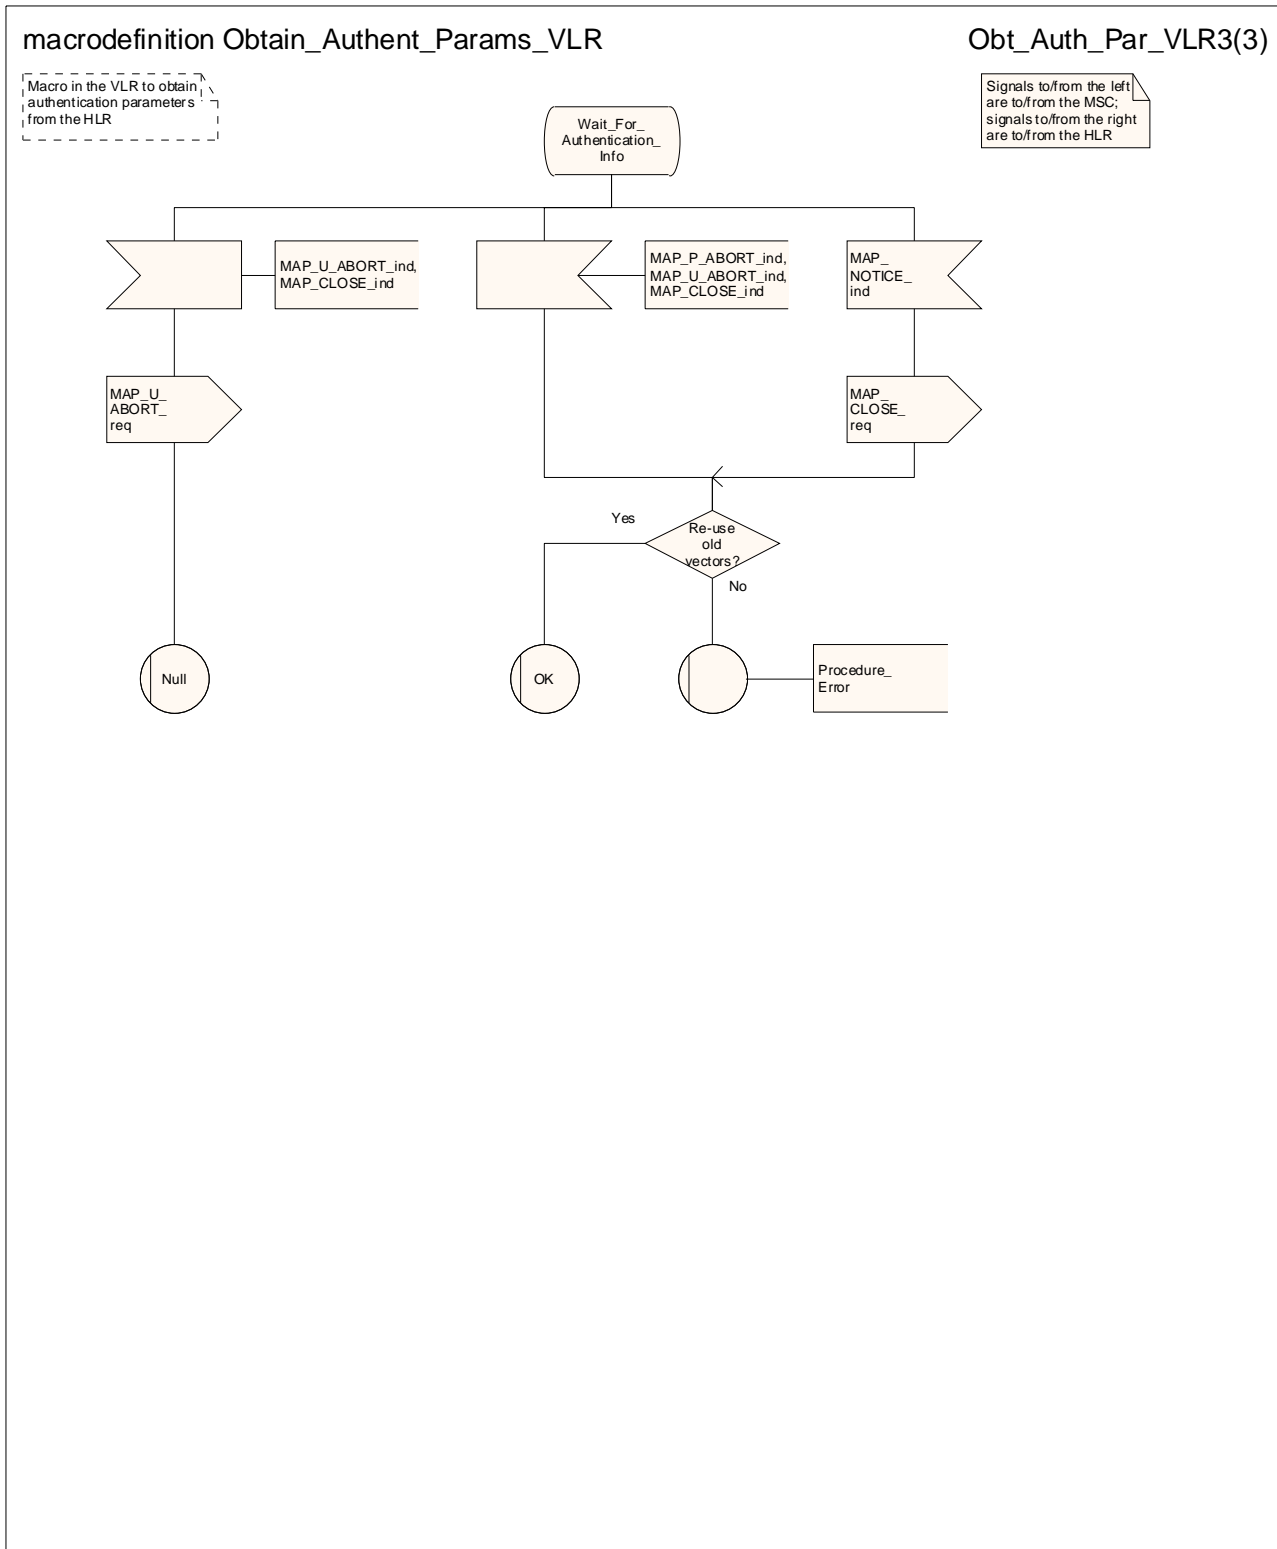 macrodefinition Obtain_Authent_Params_VLR
Obt_Auth_Par_VLR3(3)
Macro in the VLR to obtain
authentication parameters
from the HLR
Signals to/from the left
are to/from the MSC;
signals to/from the right
are to/from the HLR
Wait_For_
Authentication_
Info
MAP_U_ABORT_ind,
MAP_CLOSE_ind
MAP_P_ABORT_ind,
MAP_U_ABORT_ind,
MAP_CLOSE_ind
MAP_
NOTICE_
ind
MAP_U_
ABORT_
req
MAP_
CLOSE_
req
Yes
Re-use
old
vectors?
No
Null
OK
Procedure_
Error